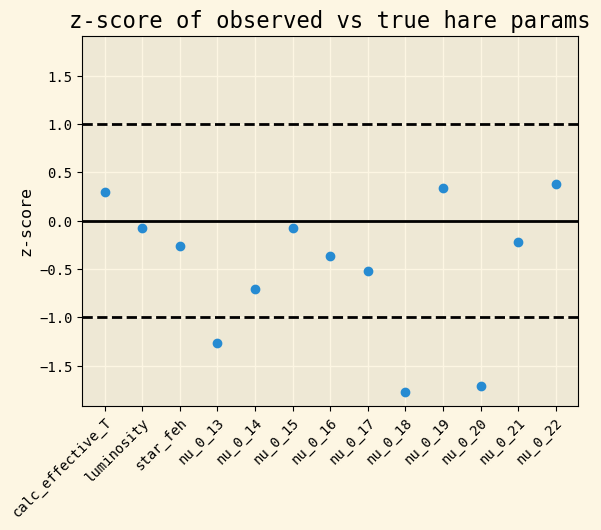 z-score of observed vs true hare params
z-score
1.5
1.0
0.5
0.0
−0.5
−1.0
−1.5
calc_effective_T
luminosity
star_feh
nu_0_13
nu_0_14
nu_0_15
nu_0_16
nu_0_17
nu_0_18
nu_0_19
nu_0_20
nu_0_21
nu_0_22